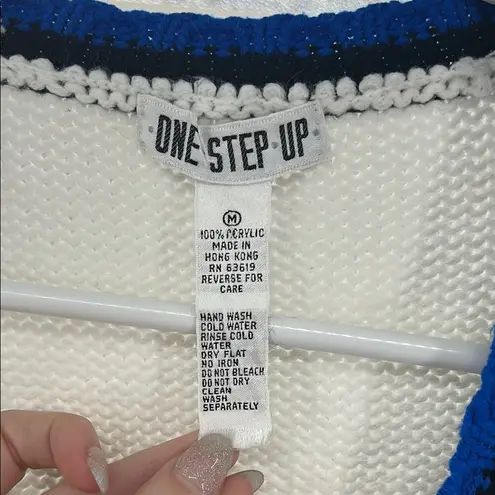 ONE STEP UP
M
100% ACRYLIC
MADE IN
HONG KONG
RN 63619
REVERSE FOR
CARE
HAND WASH
COLD WATER
RINSE COLD
WATER
DRY FLAT
NO IRON
DO NOT BLEACH
DO NOT DRY
CLEAN
WASH
SEPARATELY